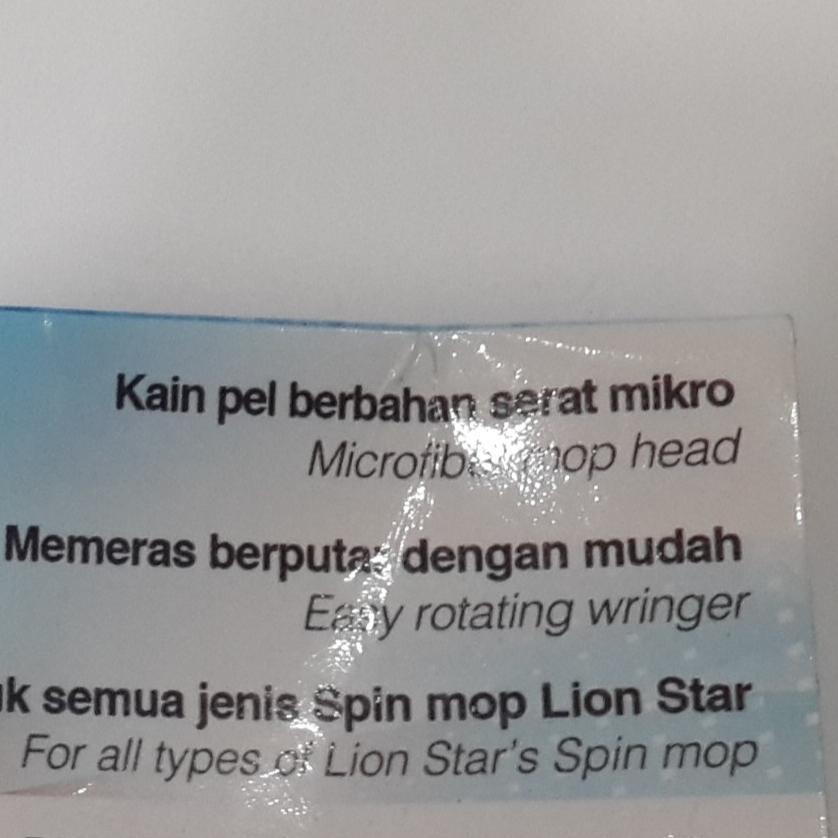 Kain pel berbahan serat mikro
Microfiber mop head
Memeras berputar dengan mudah
Easy rotating wringer
semua jenis Spin mop Lion Star
For all types of Lion Star's Spin mop